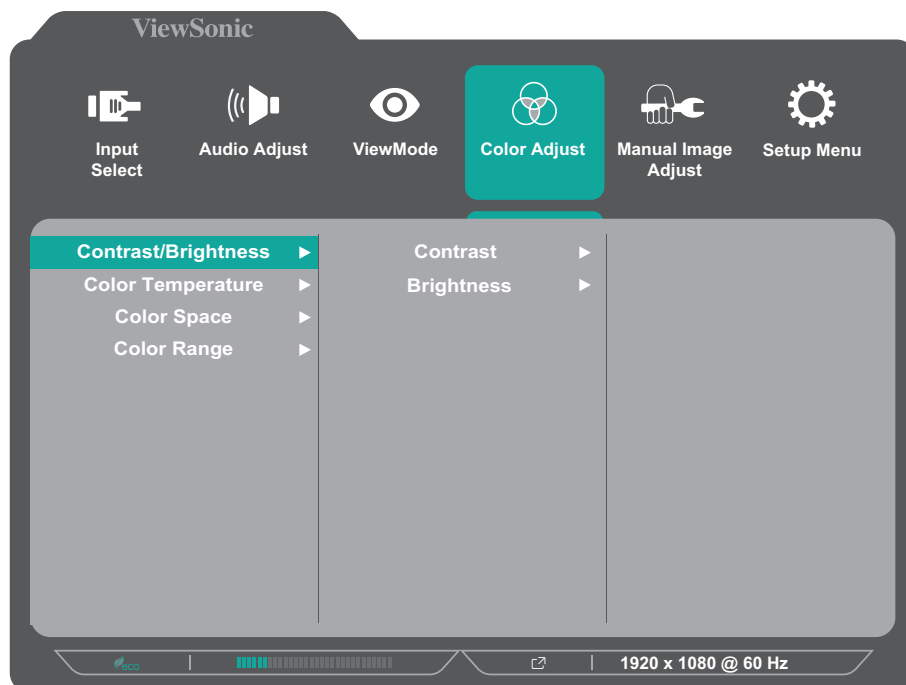 ViewSonic
Input
Select
Audio Adjust
ViewMode
Color Adjust
Manual Image
Adjust
Setup Menu
Contrast/Brightness
Color Temperature
Color Space
Color Range
Contrast
Brightness
eco
1920 x 1080 @ 60 Hz